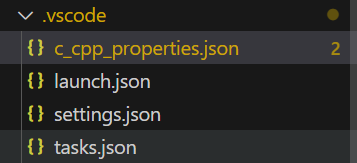 .vscode
{} c_cpp_properties.json 2
{} launch.json
{} settings.json
{} tasks.json